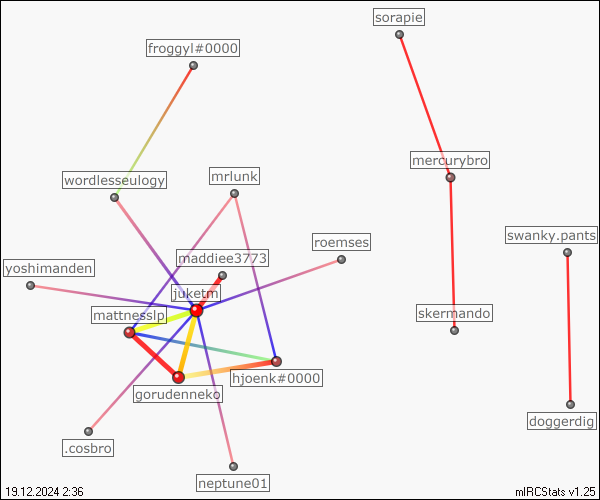 sorapie
froggyl#0000
mercurybro
wordlesseulogy
mrlunk
swanky.pants
roemses
maddiee3773
yoshimanden
juketm
mattnesslp
skermando
hjoenk#0000
gorudenneko
doggerdig
.cosbro
neptune01
19.12.2024 2:36
mIRCStats v1.25